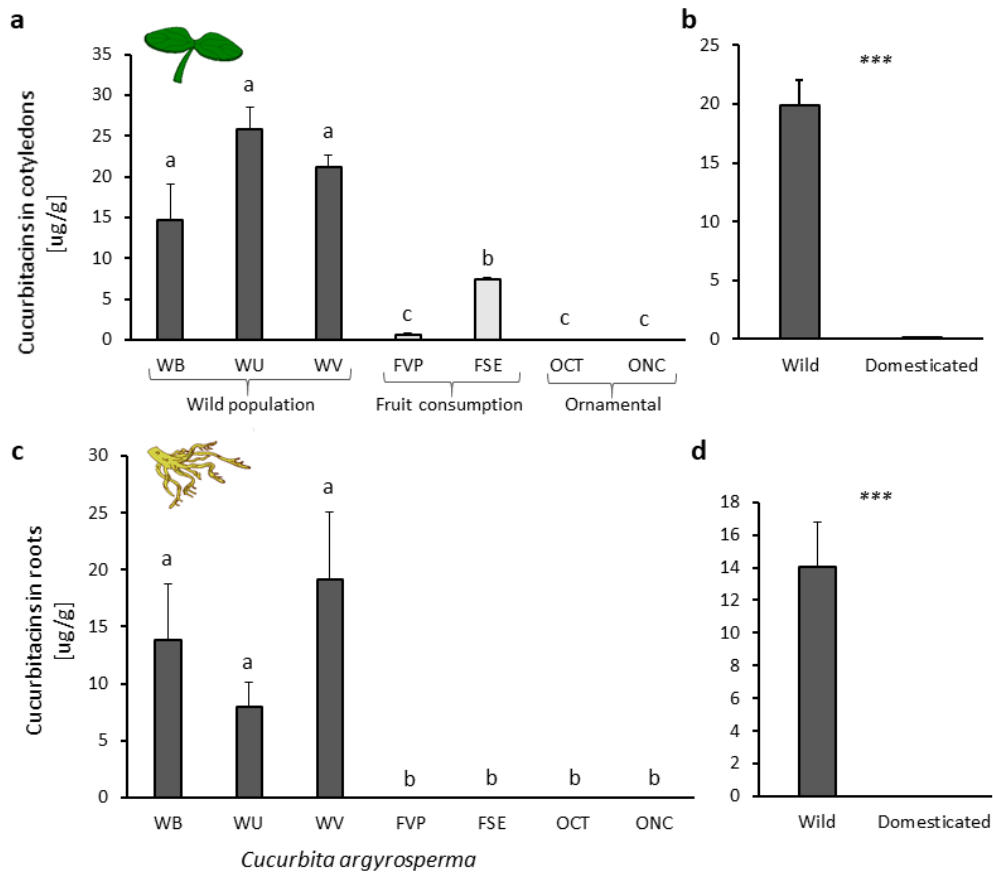 a
Cucurbitacins in cotyledons
[ug/g]
35
30
25
20
15
10
5
0
a
a
a
c
b
c
c
WB WU WV FVP FSE OCT ONC
Wild population Fruit consumption Ornamental
b
25
20
15
10
5
0
***
Wild Domesticated
c
Cucurbitacins in roots
[ug/g]
30
25
20
15
10
5
0
a
a
a
b b b b
WB WU WV FVP FSE OCT ONC
Cucurbita argyrosperma
d
18
16
14
12
10
8
6
4
2
0
***
Wild Domesticated